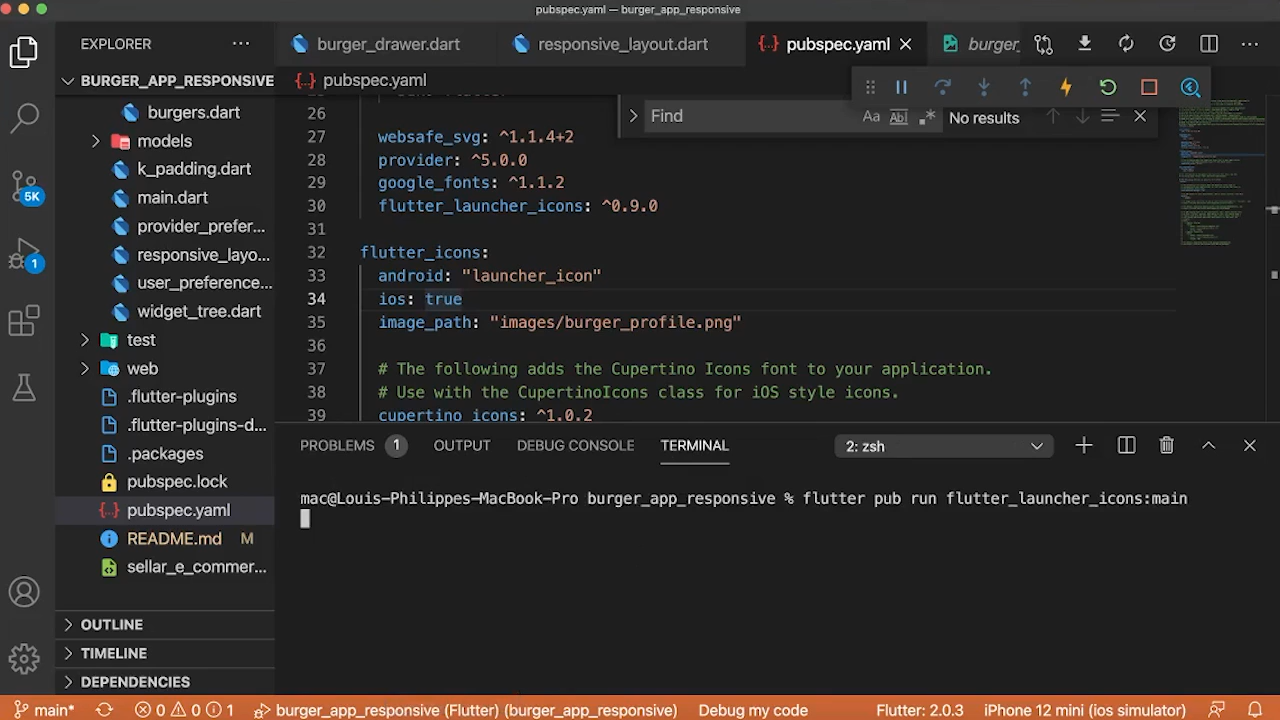 pubspec.yaml — burger_app_responsive
EXPLORER
burger_drawer.dart
responsive_layout.dart
pubspec.yaml
burger_
BURGER_APP_RESPONSIVE
pubspec.yaml
Find
Aa
Abl
No results
burgers.dart
models
k_padding.dart
main.dart
provider_prefer...
responsive_layo...
user_preference...
widget_tree.dart
test
web
.flutter-plugins
.flutter-plugins-d...
.packages
pubspec.lock
pubspec.yaml
README.md M
sellar_e_commer...
OUTLINE
TIMELINE
DEPENDENCIES
5K
1
26
27 websafe_svg: ^1.1.4+2
28 provider: ^5.0.0
29 google_fonts: ^1.1.2
30 flutter_launcher_icons: ^0.9.0
31
32 flutter_icons:
33 android: "launcher_icon"
34 ios: true
35 image_path: "images/burger_profile.png"
36
37 # The following adds the Cupertino Icons font to your application.
38 # Use with the CupertinoIcons class for iOS style icons.
39 cupertino_icons: ^1.0.2
PROBLEMS 1 OUTPUT DEBUG CONSOLE TERMINAL 2: zsh
mac@Louis-Philippes-MacBook-Pro burger_app_responsive % flutter pub run flutter_launcher_icons:main
main* 0 0 1 burger_app_responsive (Flutter) (burger_app_responsive) Debug my code Flutter: 2.0.3 iPhone 12 mini (ios simulator)